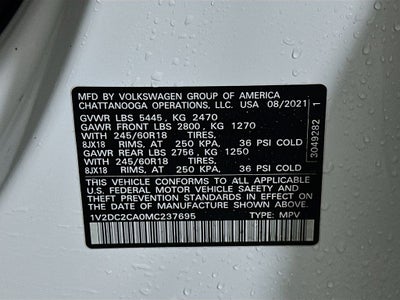 MFD. BY VOLKSWAGEN GROUP OF AMERICA
CHATTANOOGA OPERATIONS, LLC. USA 08/2021
GVWR LBS 5445, KG 2470
GAWR FRONT LBS 2800, KG 1270
WITH 245/60R18 TIRES,
8JX18 RIMS, AT 250 KPA, 36 PSI COLD
GAWR REAR LBS 2756, KG 1250
WITH 245/60R18 TIRES,
8JX18 RIMS, AT 250 KPA, 36 PSI COLD
THIS VEHICLE CONFORMS TO ALL APPLICABLE
U.S. FEDERAL MOTOR VEHICLE SAFETY AND
THEFT PREVENTION STANDARDS IN EFFECT ON
THE DATE OF MANUFACTURE SHOWN ABOVE.
1V2DC2CA0MC237695 TYPE: MPV
3049282 1